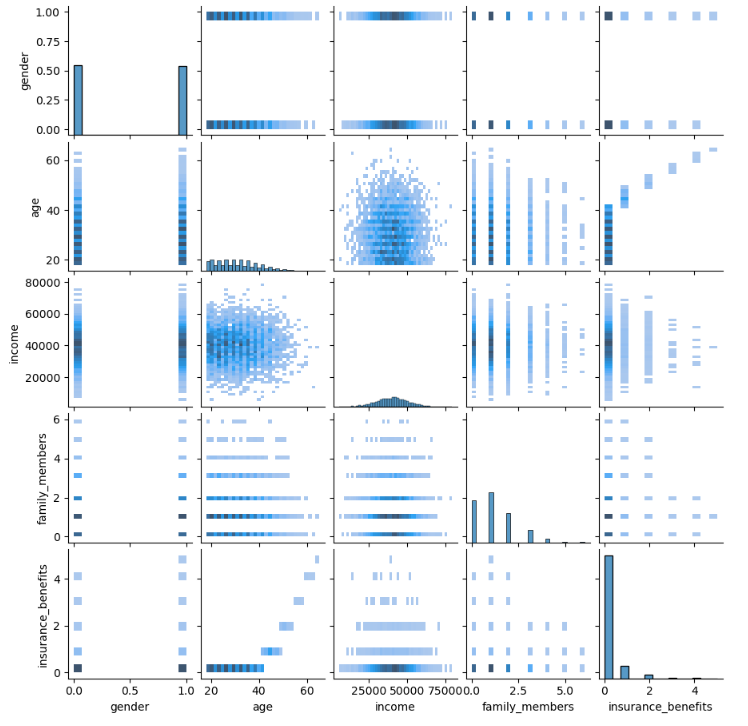 1.00
0.75
0.50
0.25
0.00
gender
60
40
20
age
80000
60000
40000
20000
income
6
4
2
0
family_members
4
2
0
insurance_benefits
0.0 0.5 1.0
20 40 60
25000 50000 75000
0.0 2.5 5.0
0 2 4
gender age income family_members insurance_benefits